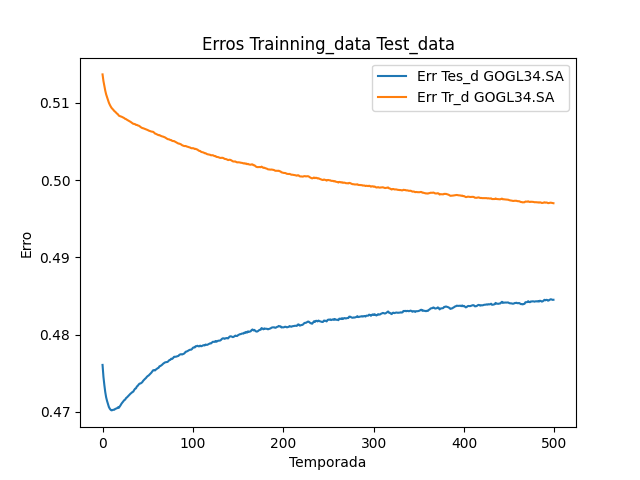 Erros Trainning_data Test_data
Err Tes_d GOGL34.SA
Err Tr_d GOGL34.SA
0.51
0.50
0.49
0.48
0.47
Erro
0 100 200 300 400 500
Temporada